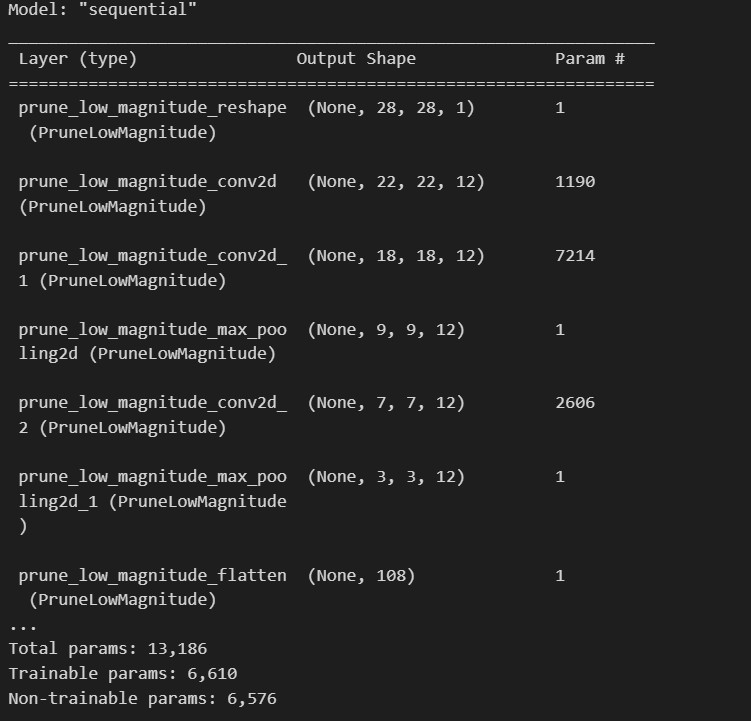 Model: "sequential"
_________________________________________________________________
Layer (type) Output Shape Param #
=================================================================
prune_low_magnitude_reshape (None, 28, 28, 1) 1
(PruneLowMagnitude)
prune_low_magnitude_conv2d (None, 22, 22, 12) 1190
(PruneLowMagnitude)
prune_low_magnitude_conv2d_ (None, 18, 18, 12) 7214
1 (PruneLowMagnitude)
prune_low_magnitude_max_poo (None, 9, 9, 12) 1
ling2d (PruneLowMagnitude)
prune_low_magnitude_conv2d_ (None, 7, 7, 12) 2606
2 (PruneLowMagnitude)
prune_low_magnitude_max_poo (None, 3, 3, 12) 1
ling2d_1 (PruneLowMagnitude
)
prune_low_magnitude_flatten (None, 108) 1
(PruneLowMagnitude)
...
Total params: 13,186
Trainable params: 6,610
Non-trainable params: 6,576